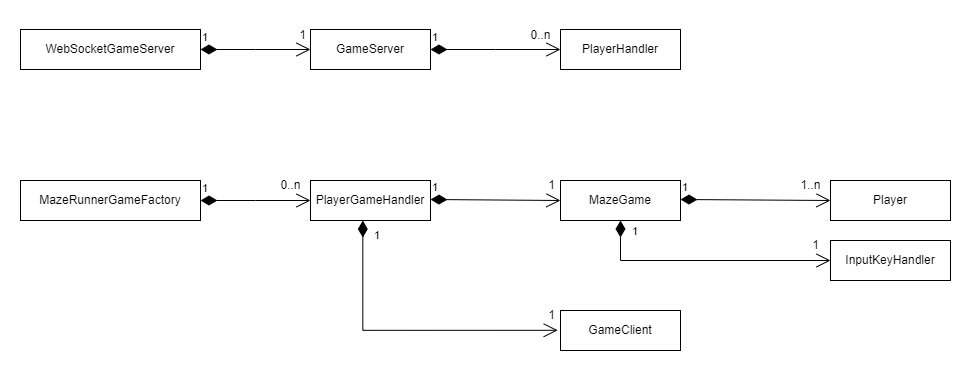 WebSocketGameServer
1
1
GameServer
1
0..n
PlayerHandler
MazeRunnerGameFactory
1
0..n
PlayerGameHandler
1
1
MazeGame
1
1..n
Player
1
1
1
InputKeyHandler
1
GameClient